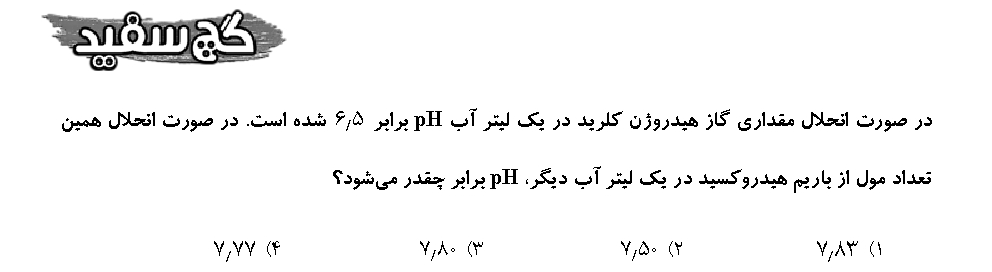 گچ سفید
در صورت انحلال مقداری گاز هیدروژن کلرید در یک لیتر آب pH برابر ۶٫۵ شده است. در صورت انحلال همین
تعداد مول از باریم هیدروکسید در یک لیتر آب دیگر، pH برابر چقدر می‌شود؟
۱) ۷٫۸۳ ۲) ۷٫۵۰ ۳) ۷٫۸۰ ۴) ۷٫۷۷